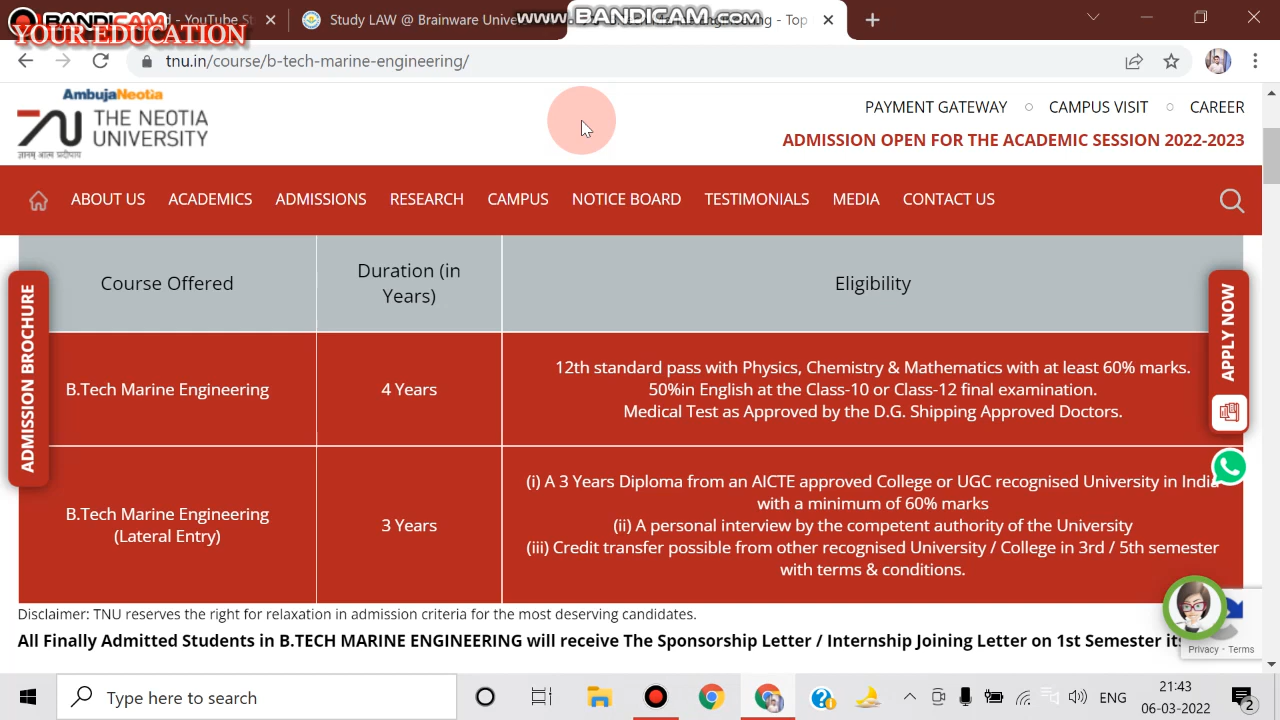 BANDICAM
www.BANDICAM.com
YOUR EDUCATION
Study LAW @ Brainware Unive
- Top
tnu.in/course/b-tech-marine-engineering/
AmbujaNeotia
THE NEOTIA
UNIVERSITY
ज्ञानम् आत्म प्रदीपाय
PAYMENT GATEWAY
CAMPUS VISIT
CAREER
ADMISSION OPEN FOR THE ACADEMIC SESSION 2022-2023
ABOUT US
ACADEMICS
ADMISSIONS
RESEARCH
CAMPUS
NOTICE BOARD
TESTIMONIALS
MEDIA
CONTACT US
Course Offered
Duration (in
Years)
Eligibility
B.Tech Marine Engineering
4 Years
12th standard pass with Physics, Chemistry & Mathematics with at least 60% marks.
50%in English at the Class-10 or Class-12 final examination.
Medical Test as Approved by the D.G. Shipping Approved Doctors.
B.Tech Marine Engineering
(Lateral Entry)
3 Years
(i) A 3 Years Diploma from an AICTE approved College or UGC recognised University in India
with a minimum of 60% marks
(ii) A personal interview by the competent authority of the University
(iii) Credit transfer possible from other recognised University / College in 3rd / 5th semester
with terms & conditions.
ADMISSION BROCHURE
APPLY NOW
Disclaimer: TNU reserves the right for relaxation in admission criteria for the most deserving candidates.
All Finally Admitted Students in B.TECH MARINE ENGINEERING will receive The Sponsorship Letter / Internship Joining Letter on 1st Semester its
Privacy - Terms
Type here to search
ENG
21:43
06-03-2022
2